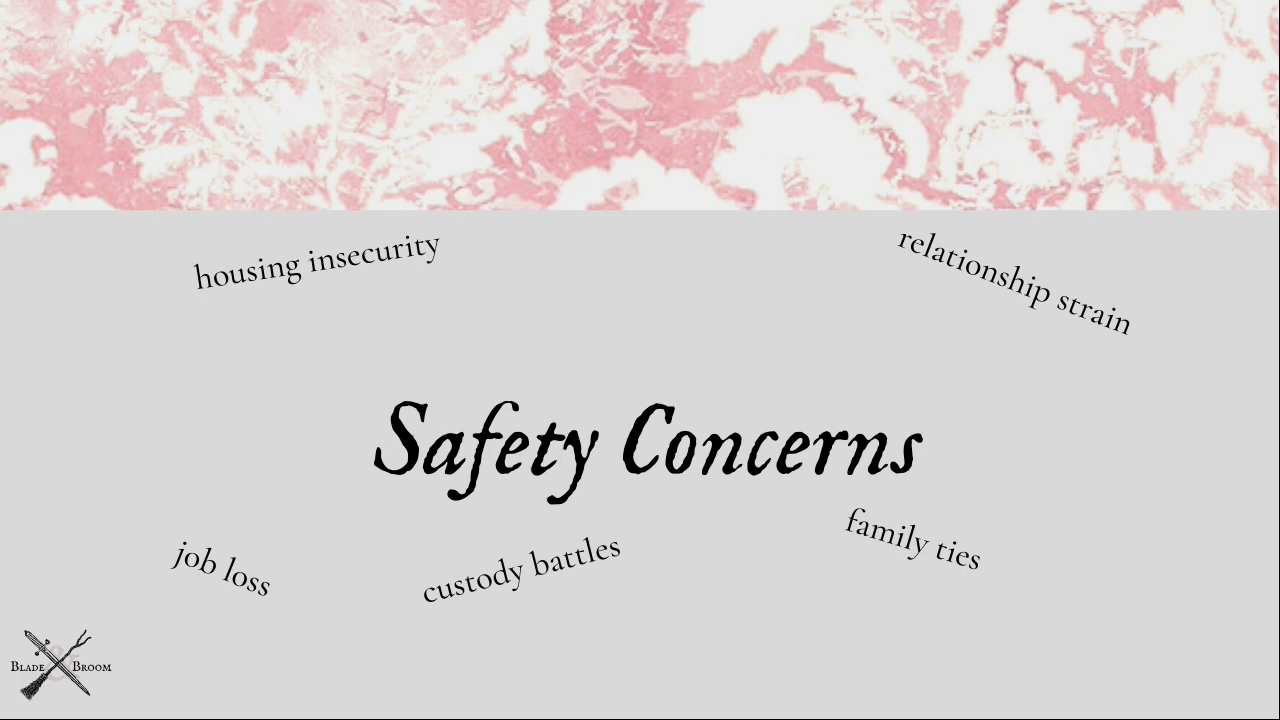 housing insecurity
relationship strain
Safety Concerns
family ties
job loss
custody battles
Blade & Broom